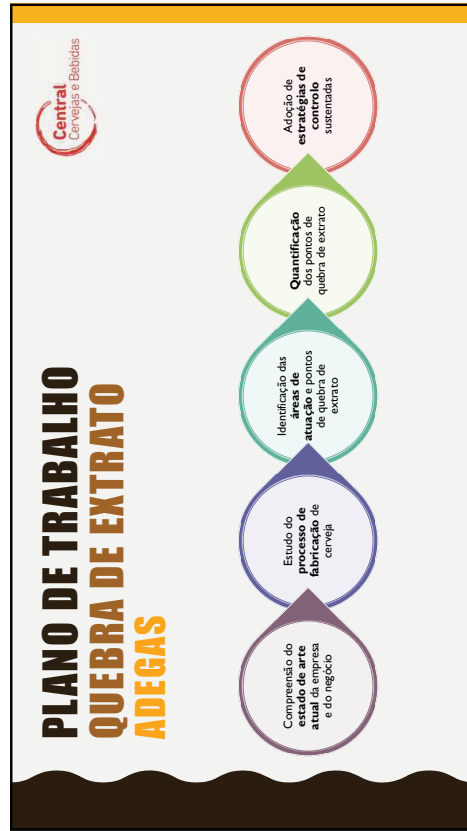 PLANO DE TRABALHO
QUEBRA DE EXTRATO
ADEGAS
Central
Cervejas e Bebidas
Compreensão do
estado de arte
atual da empresa
e do negócio
Estudo do
processo de
fabricação de
cerveja
Identificação das
áreas de
atuação e pontos
de quebra de
extrato
Quantificação
dos pontos de
quebra de extrato
Adoção de
estratégias de
controlo
sustentadas